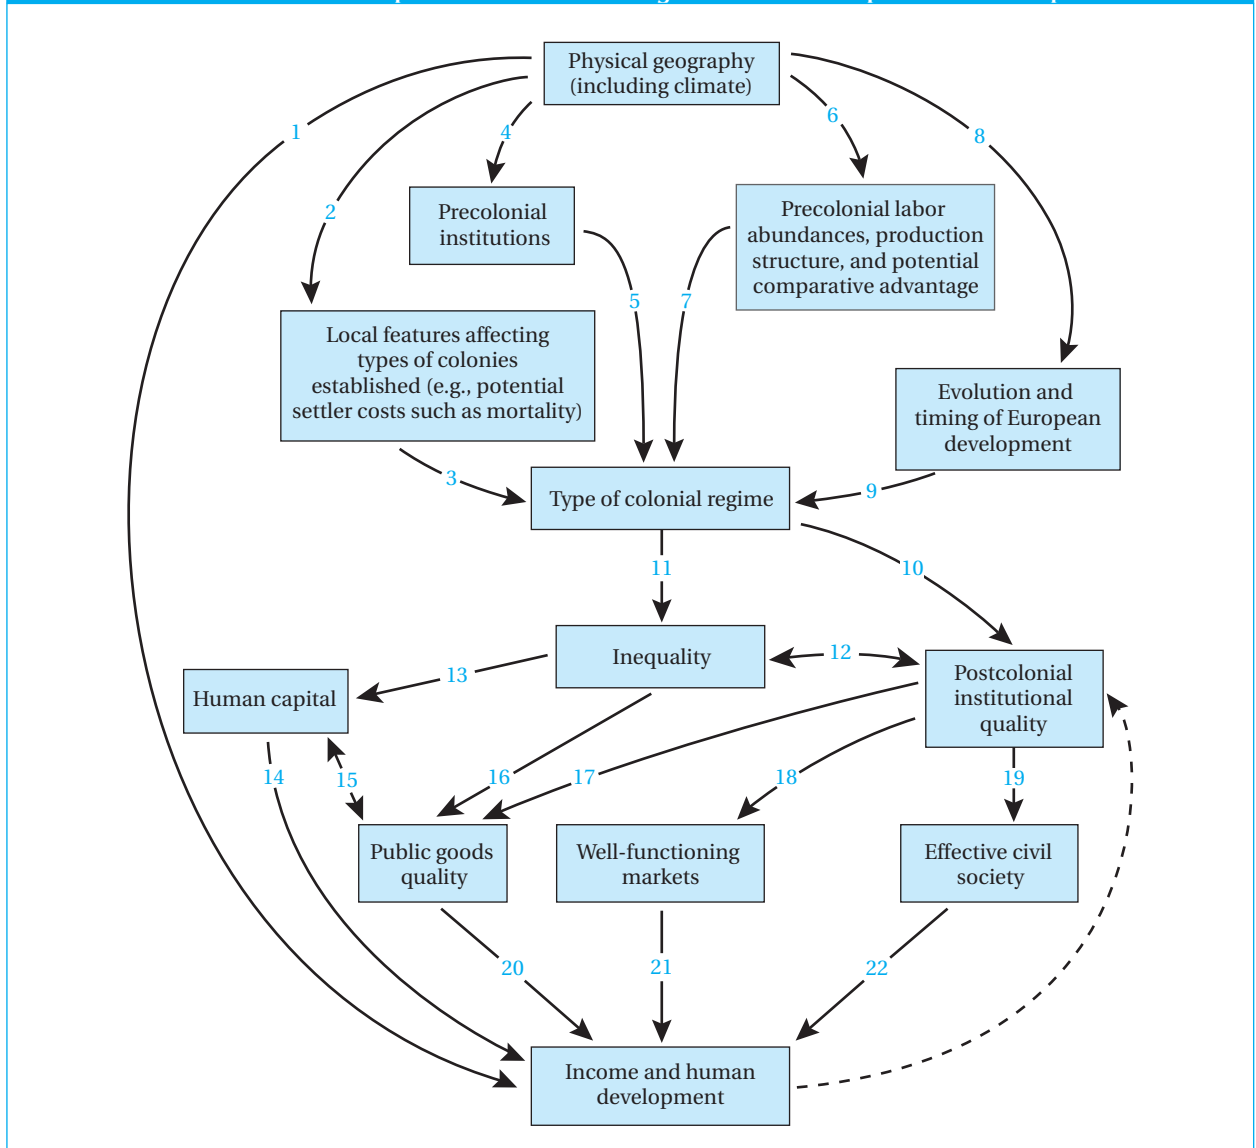 Physical geography
(including climate)
1
4
6
8
2
Precolonial
institutions
Precolonial labor
abundances, production
structure, and potential
comparative advantage
5
7
Local features affecting
types of colonies
established (e.g., potential
settler costs such as mortality)
Evolution and
timing of European
development
3
9
Type of colonial regime
11
10
Inequality
12
13
Human capital
Postcolonial
institutional
quality
14
15
16
17
18
19
Public goods
quality
Well-functioning
markets
Effective civil
society
20
21
22
Income and human
development